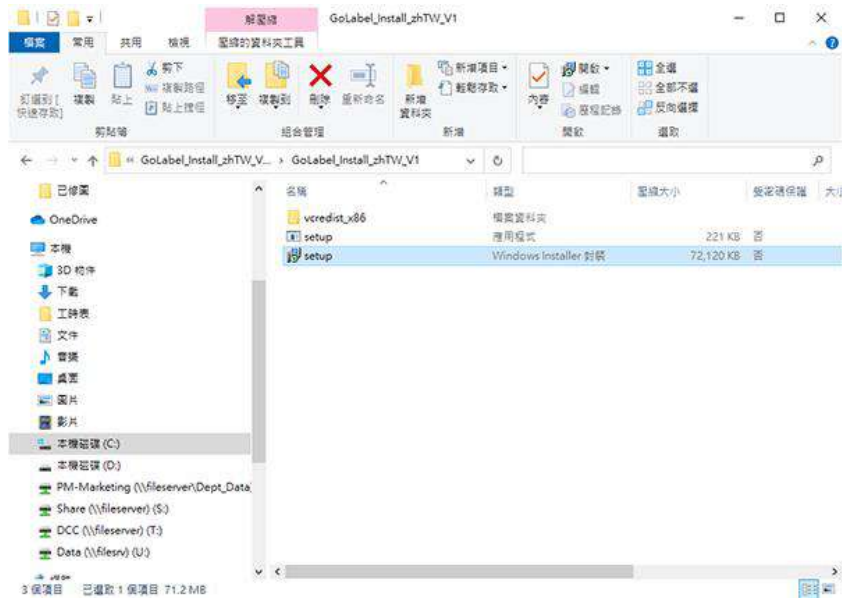 解壓縮
GoLabel_Install_zhTW_V1
檔案
常用
共用
檢視
壓縮的資料夾工具
釘選到 [
快速存取]
複製
貼上
剪下
複製路徑
貼上捷徑
剪貼簿
移至
複製到
刪除
重新命名
組合管理
新增
資料夾
新增項目
輕鬆存取
新增
內容
開啟
編輯
歷程記錄
開啟
全選
全部不選
反向選擇
選取
« GoLabel_Install_zhTW_V... › GoLabel_Install_zhTW_V1
名稱
類型
壓縮大小
受密碼保護
大小
vcredist_x86
檔案資料夾
setup
應用程式
221 KB
否
setup
Windows Installer 封裝
72,120 KB
否
已修圖
OneDrive
本機
3D 物件
下載
工時表
文件
音樂
桌面
圖片
影片
本機磁碟 (C:)
本機磁碟 (D:)
PM-Marketing (\\fileserver\Dept_Data)
Share (\\fileserver) (S:)
DCC (\\fileserver) (T:)
Data (\\filesrv) (U:)
3 個項目
已選取 1 個項目 71.2 MB